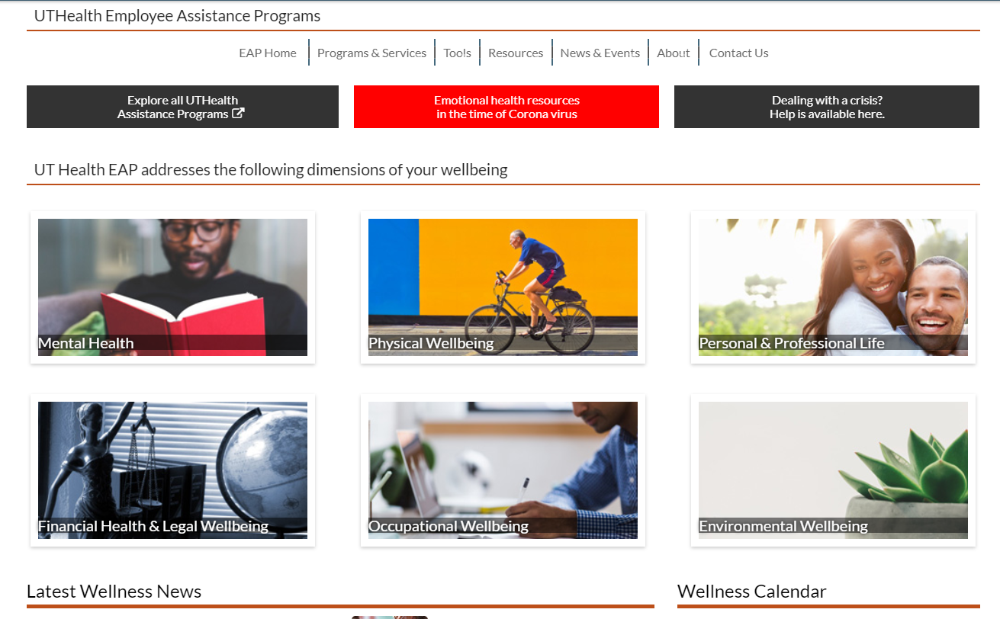 UTHealth Employee Assistance Programs
EAP Home
Programs & Services
Tools
Resources
News & Events
About
Contact Us
Explore all UTHealth
Assistance Programs
Emotional health resources
in the time of Corona virus
Dealing with a crisis?
Help is available here.
UT Health EAP addresses the following dimensions of your wellbeing
Mental Health
Physical Wellbeing
Personal & Professional Life
Financial Health & Legal Wellbeing
Occupational Wellbeing
Environmental Wellbeing
Latest Wellness News
Wellness Calendar